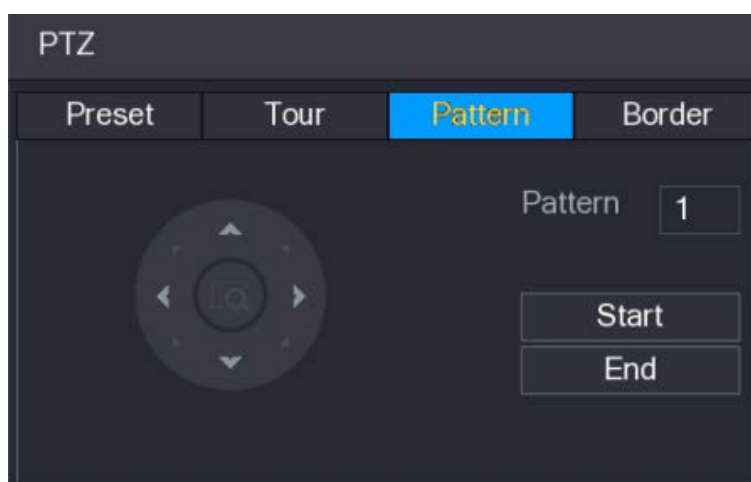 PTZ
Preset Tour Pattern Border
Pattern 1
Start
End